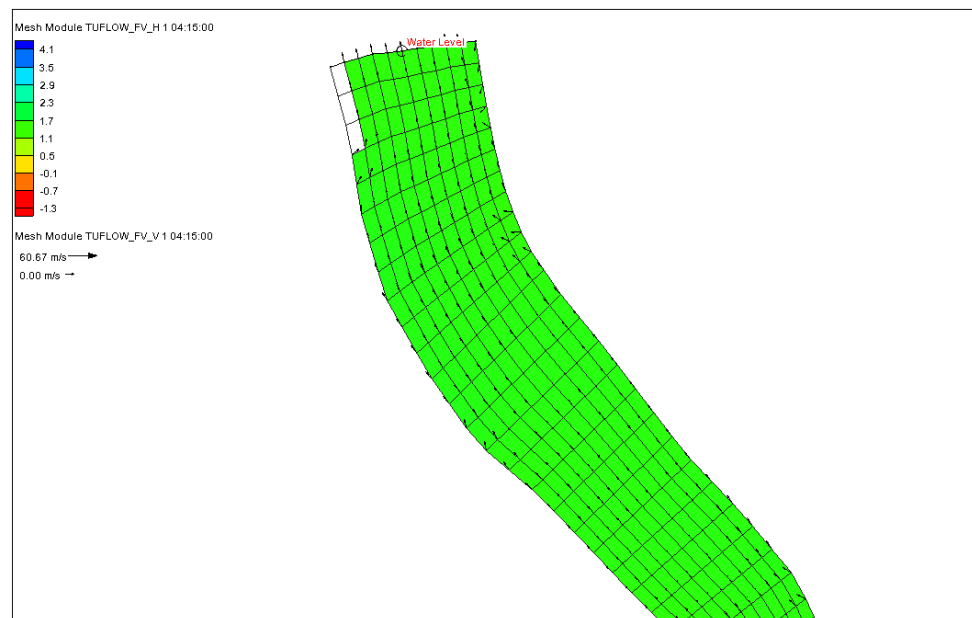 Mesh Module TUFLOW_FV_H 1 04:15:00
4.1
3.5
2.9
2.3
1.7
1.1
0.5
-0.1
-0.7
-1.3
Mesh Module TUFLOW_FV_V 1 04:15:00
60.67 m/s
0.00 m/s
Water Level